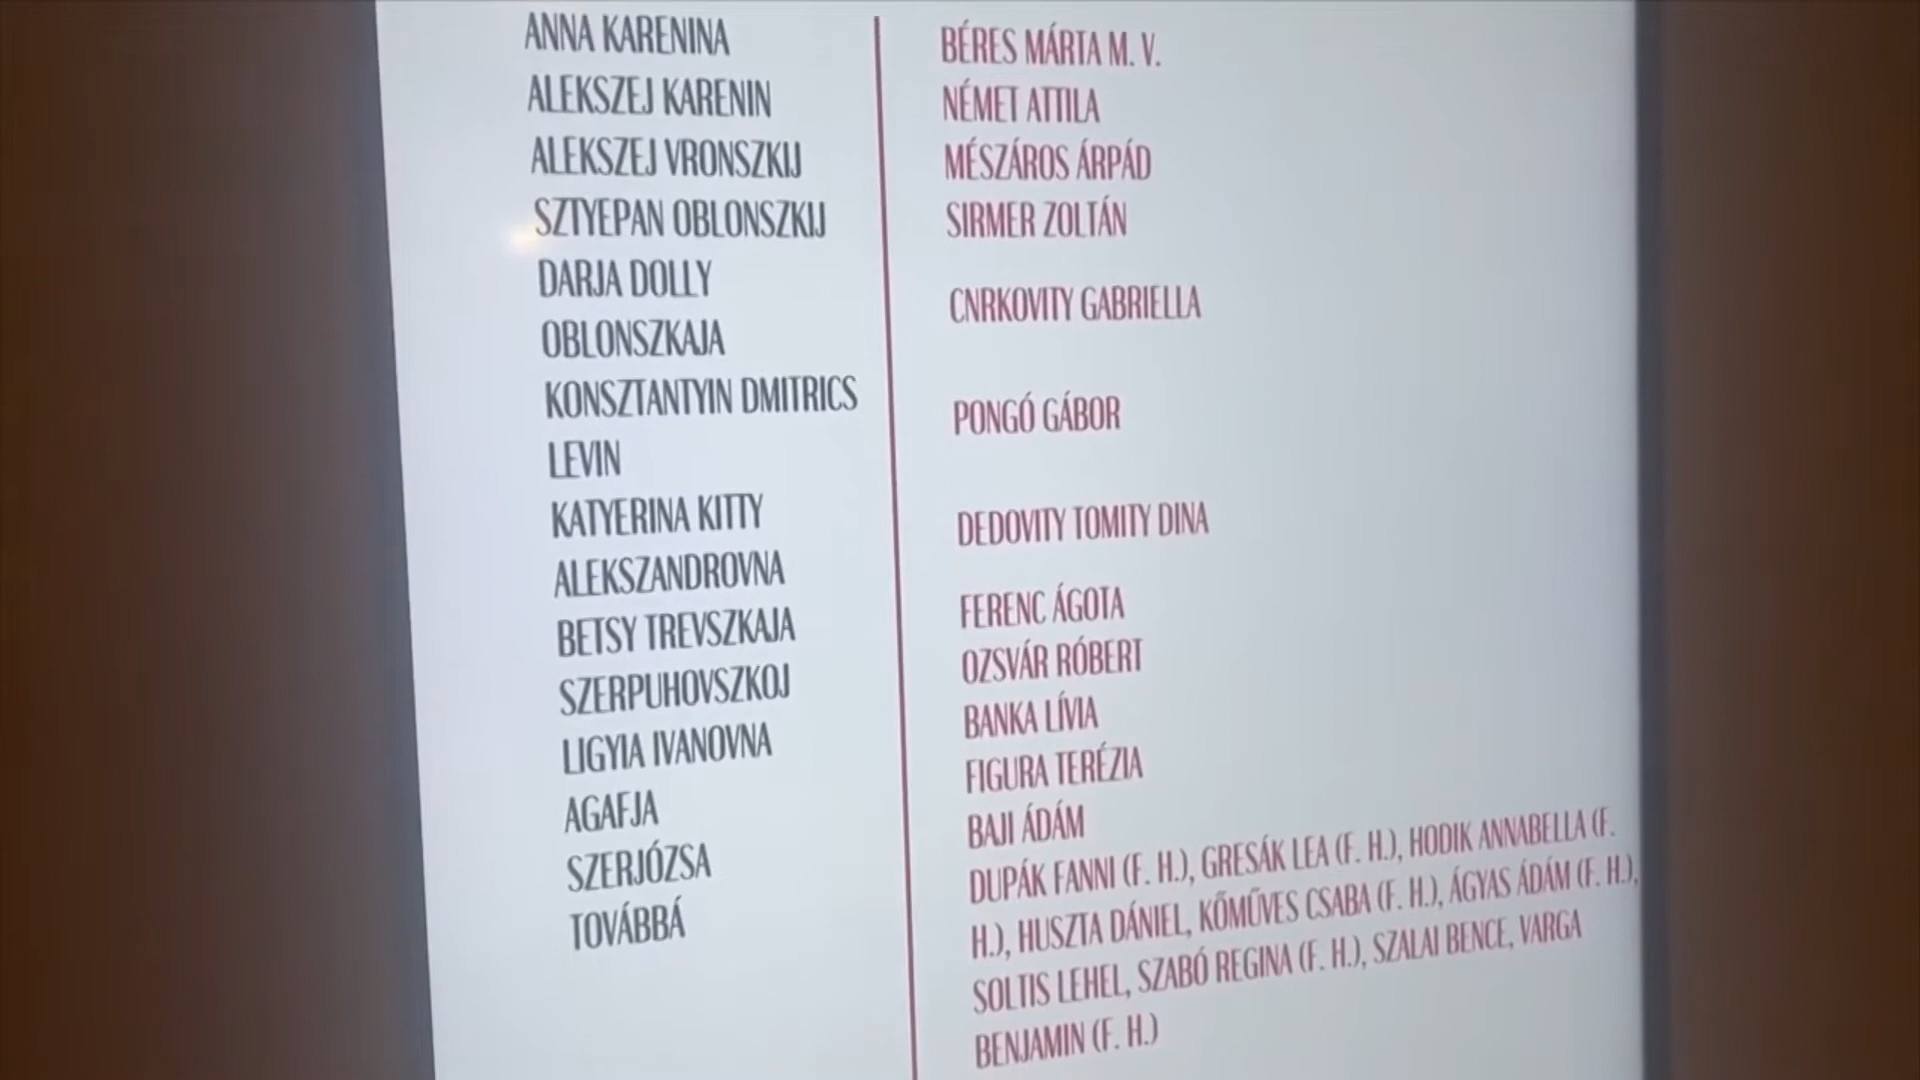 ANNA KARENINA
ALEKSZEJ KARENIN
ALEKSZEJ VRONSZKIJ
SZTYEPAN OBLONSZKIJ
DARJA DOLLY
OBLONSZKAJA
KONSZTANTYIN DMITRICS
LEVIN
KATYERINA KITTY
ALEKSZANDROVNA
BETSY TREVSZKAJA
SZERPUHOVSZKOJ
LIGYIA IVANOVNA
AGAFJA
SZERJÓZSA
TOVÁBBÁ
BÉRES MÁRTA M. V.
NÉMET ATTILA
MÉSZÁROS ÁRPÁD
SIRMER ZOLTÁN
CNRKOVITY GABRIELLA
PONGÓ GÁBOR
DEDOVITY TOMITY DINA
FERENC ÁGOTA
OZSVÁR RÓBERT
BANKA LÍVIA
FIGURA TERÉZIA
BAJI ÁDÁM
DUPÁK FANNI (F. H.), GRESÁK LEA (F. H.), HODIK ANNABELLA (F.
H.), HUSZTA DÁNIEL, KŐMŰVES CSABA (F. H.), ÁGYAS ÁDÁM (F. H.),
SOLTIS LEHEL, SZABÓ REGINA (F. H.), SZALAI BENCE, VARGA
BENJAMIN (F. H.)